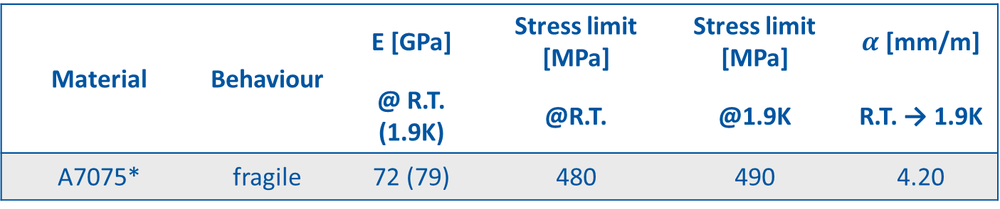 Material
Behaviour
E [GPa]
@ R.T.
(1.9K)
Stress limit
[MPa]
@R.T.
Stress limit
[MPa]
@1.9K
α [mm/m]
R.T. → 1.9K
A7075* fragile 72 (79) 480 490 4.20